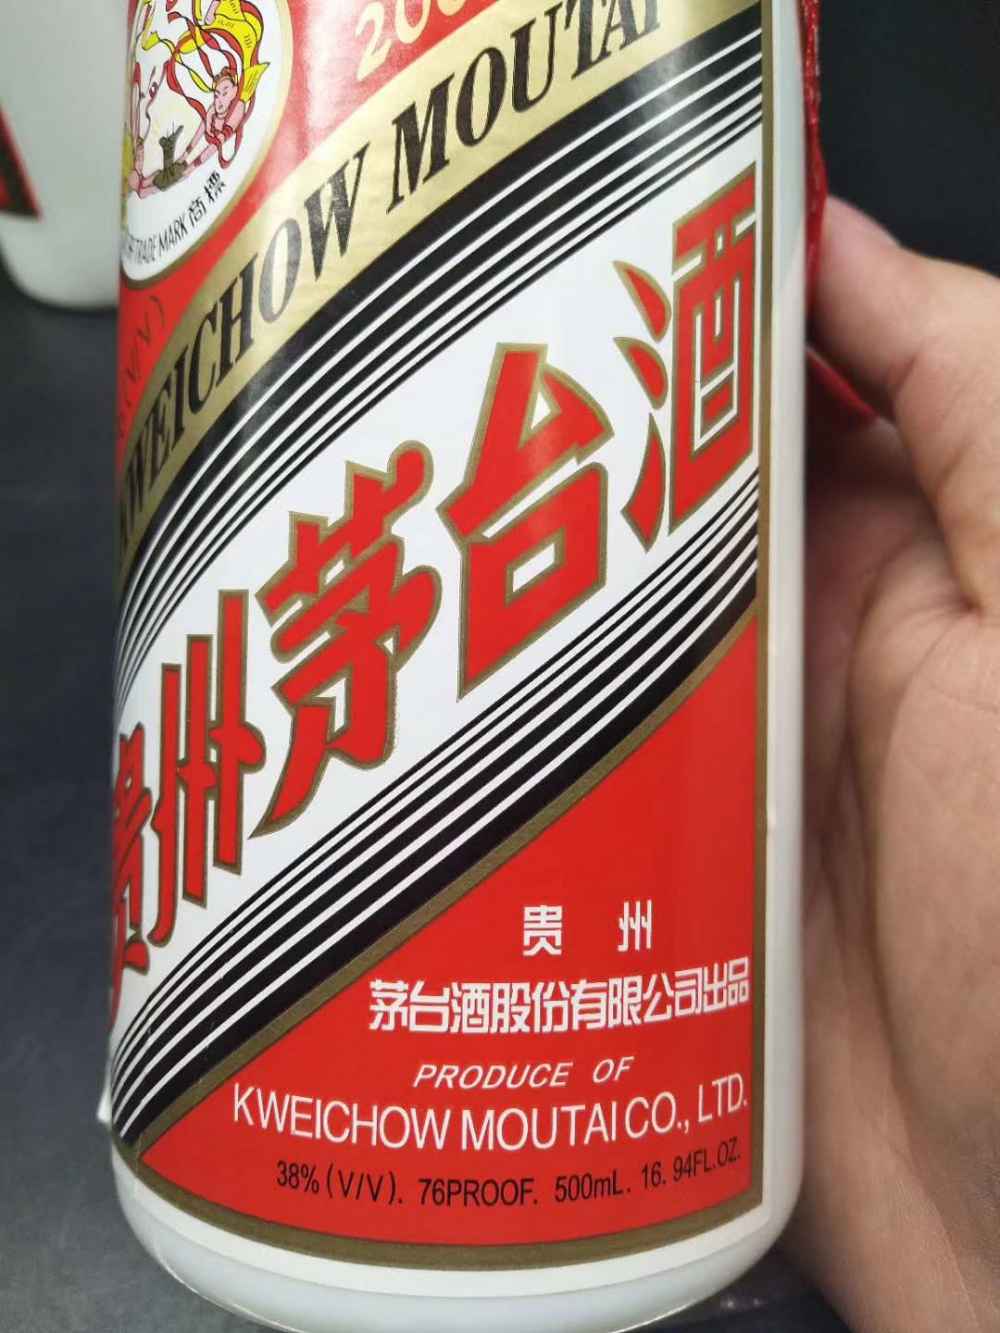 TRADE MARK 商標
KWEICHOW MOUTAI
贵州茅台酒
贵州
茅台酒股份有限公司出品
PRODUCE OF
KWEICHOW MOUTAI CO., LTD.
38% (V/V). 76PROOF. 500mL. 16.94FL.OZ.